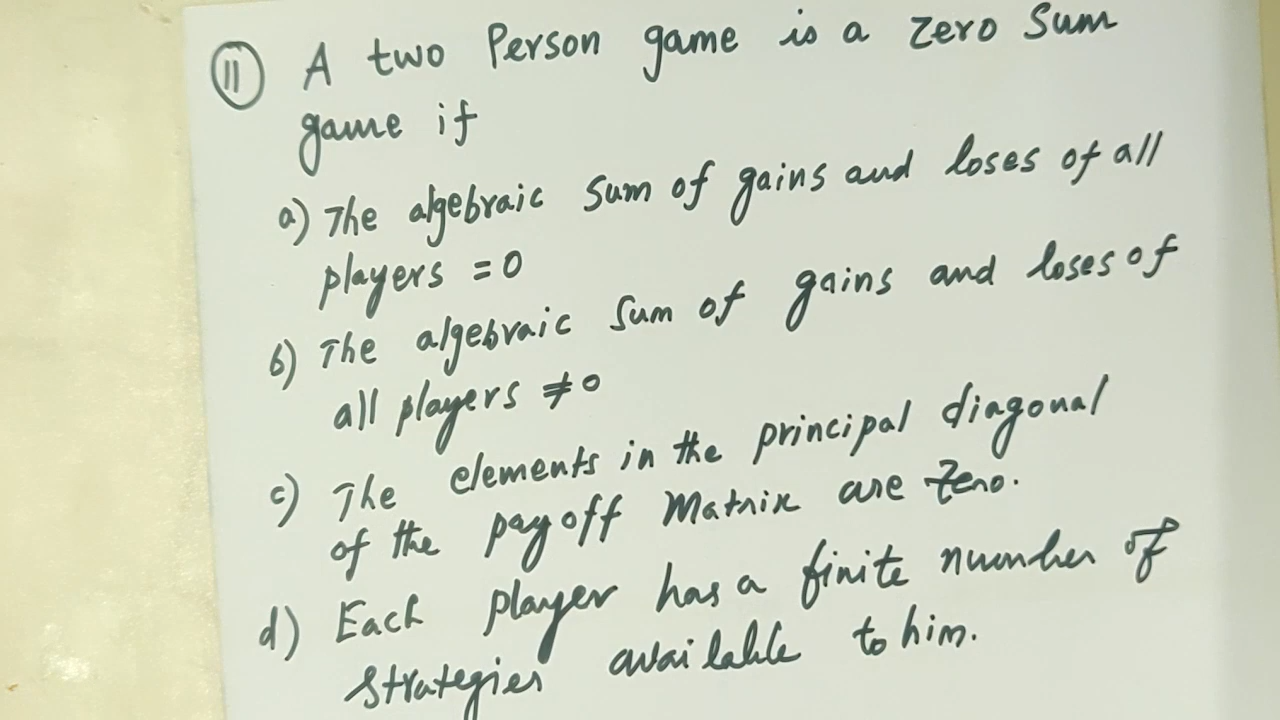 11 A two Person game is a zero Sum
game if
a) The algebraic Sum of gains and loses of all
players = 0
b) The algebraic Sum of gains and loses of
all players ≠ 0
c) The elements in the principal diagonal
of the pay off Matrix are Zero.
d) Each player has a finite number of
strategies available to him.